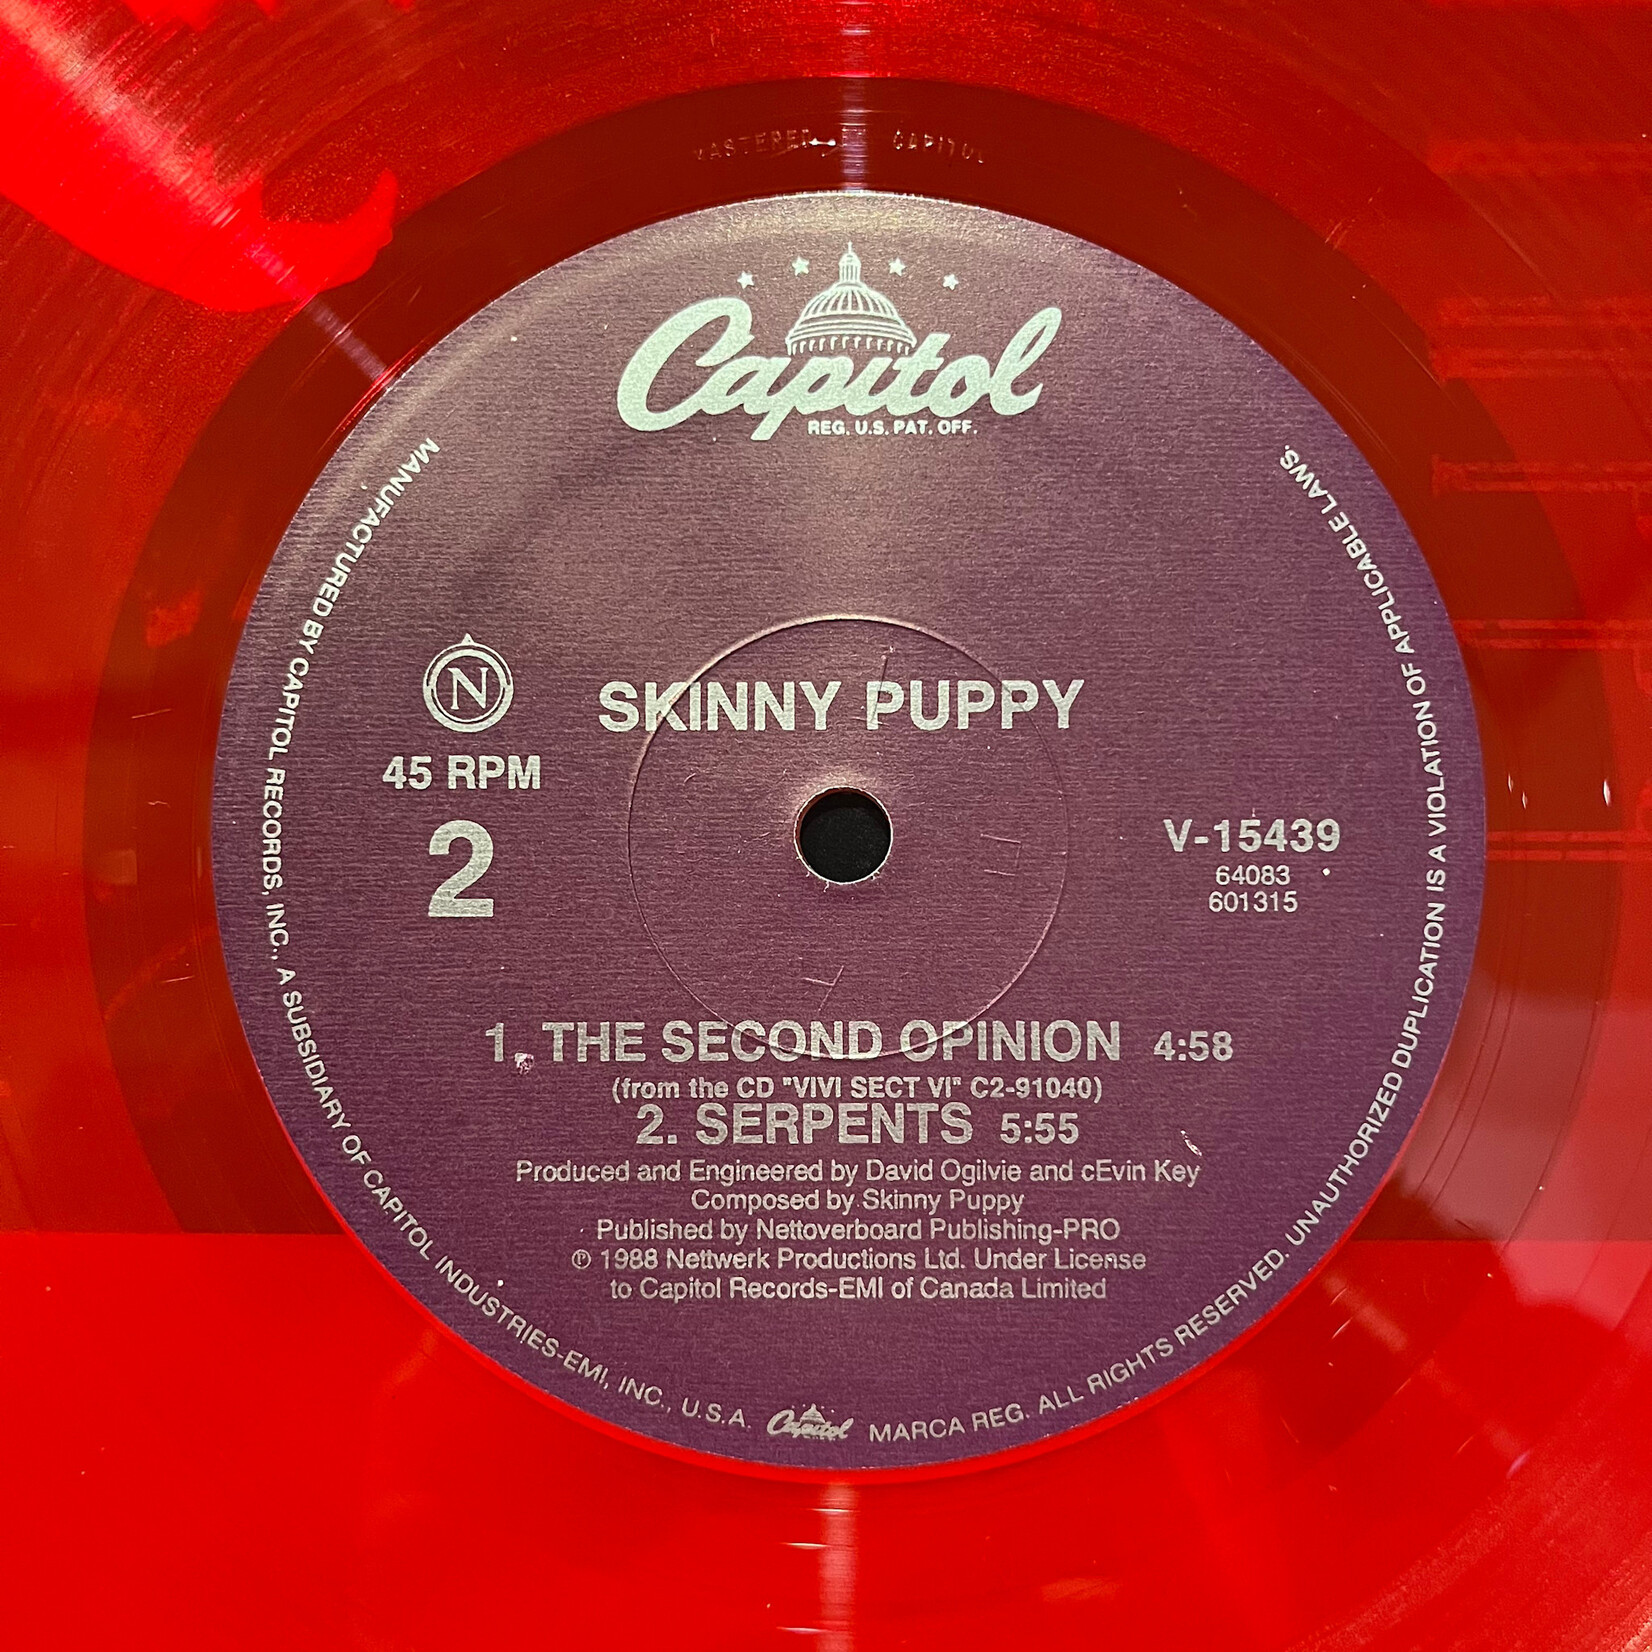 MASTERED CAPITOL
Capitol
REG. U.S. PAT. OFF.
N
SKINNY PUPPY
45 RPM
2
V-15439
64083
601315
1. THE SECOND OPINION 4:58
(from the CD "VIVI SECT VI" C2-91040)
2. SERPENTS 5:55
Produced and Engineered by David Ogilvie and cEvin Key
Composed by Skinny Puppy
Published by Nettoverboard Publishing-PRO
℗ 1988 Nettwerk Productions Ltd. Under License
to Capitol Records-EMI of Canada Limited
MANUFACTURED BY CAPITOL RECORDS, INC., A SUBSIDIARY OF CAPITOL INDUSTRIES-EMI, INC., U.S.A Capitol MARCA REG. ALL RIGHTS RESERVED. UNAUTHORIZED DUPLICATION IS A VIOLATION OF APPLICABLE LAWS.